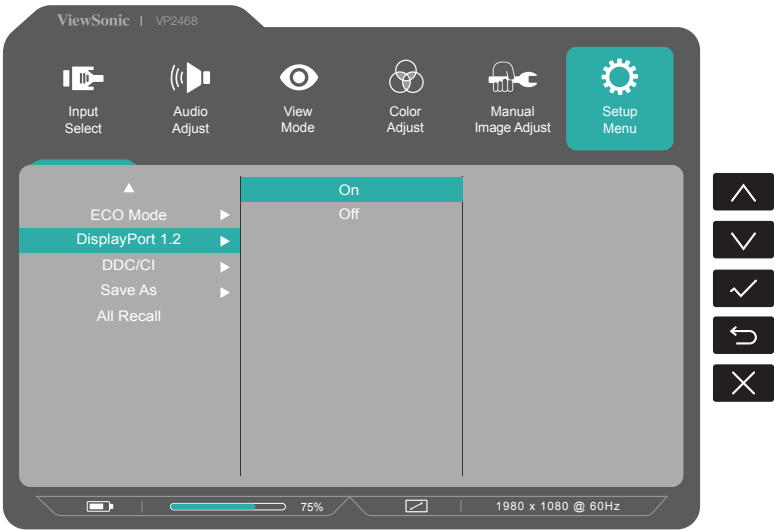 ViewSonic | VP2468
Input
Select
Audio
Adjust
View
Mode
Color
Adjust
Manual
Image Adjust
Setup
Menu
ECO Mode
DisplayPort 1.2
DDC/CI
Save As
All Recall
On
Off
75%
1980 x 1080 @ 60Hz